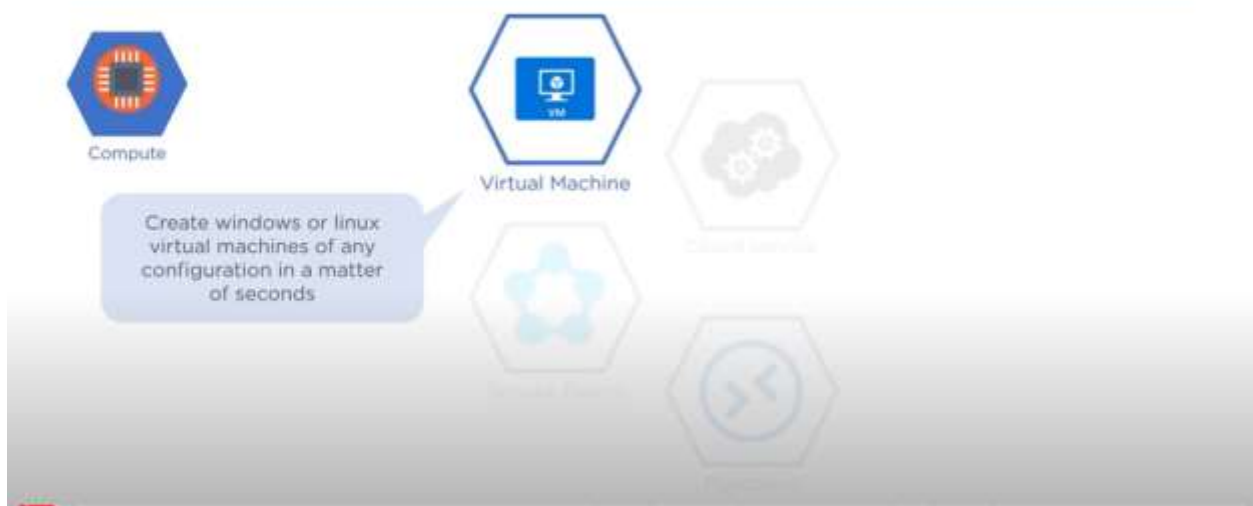 VM
Compute
Virtual Machine
Create windows or linux
virtual machines of any
configuration in a matter
of seconds